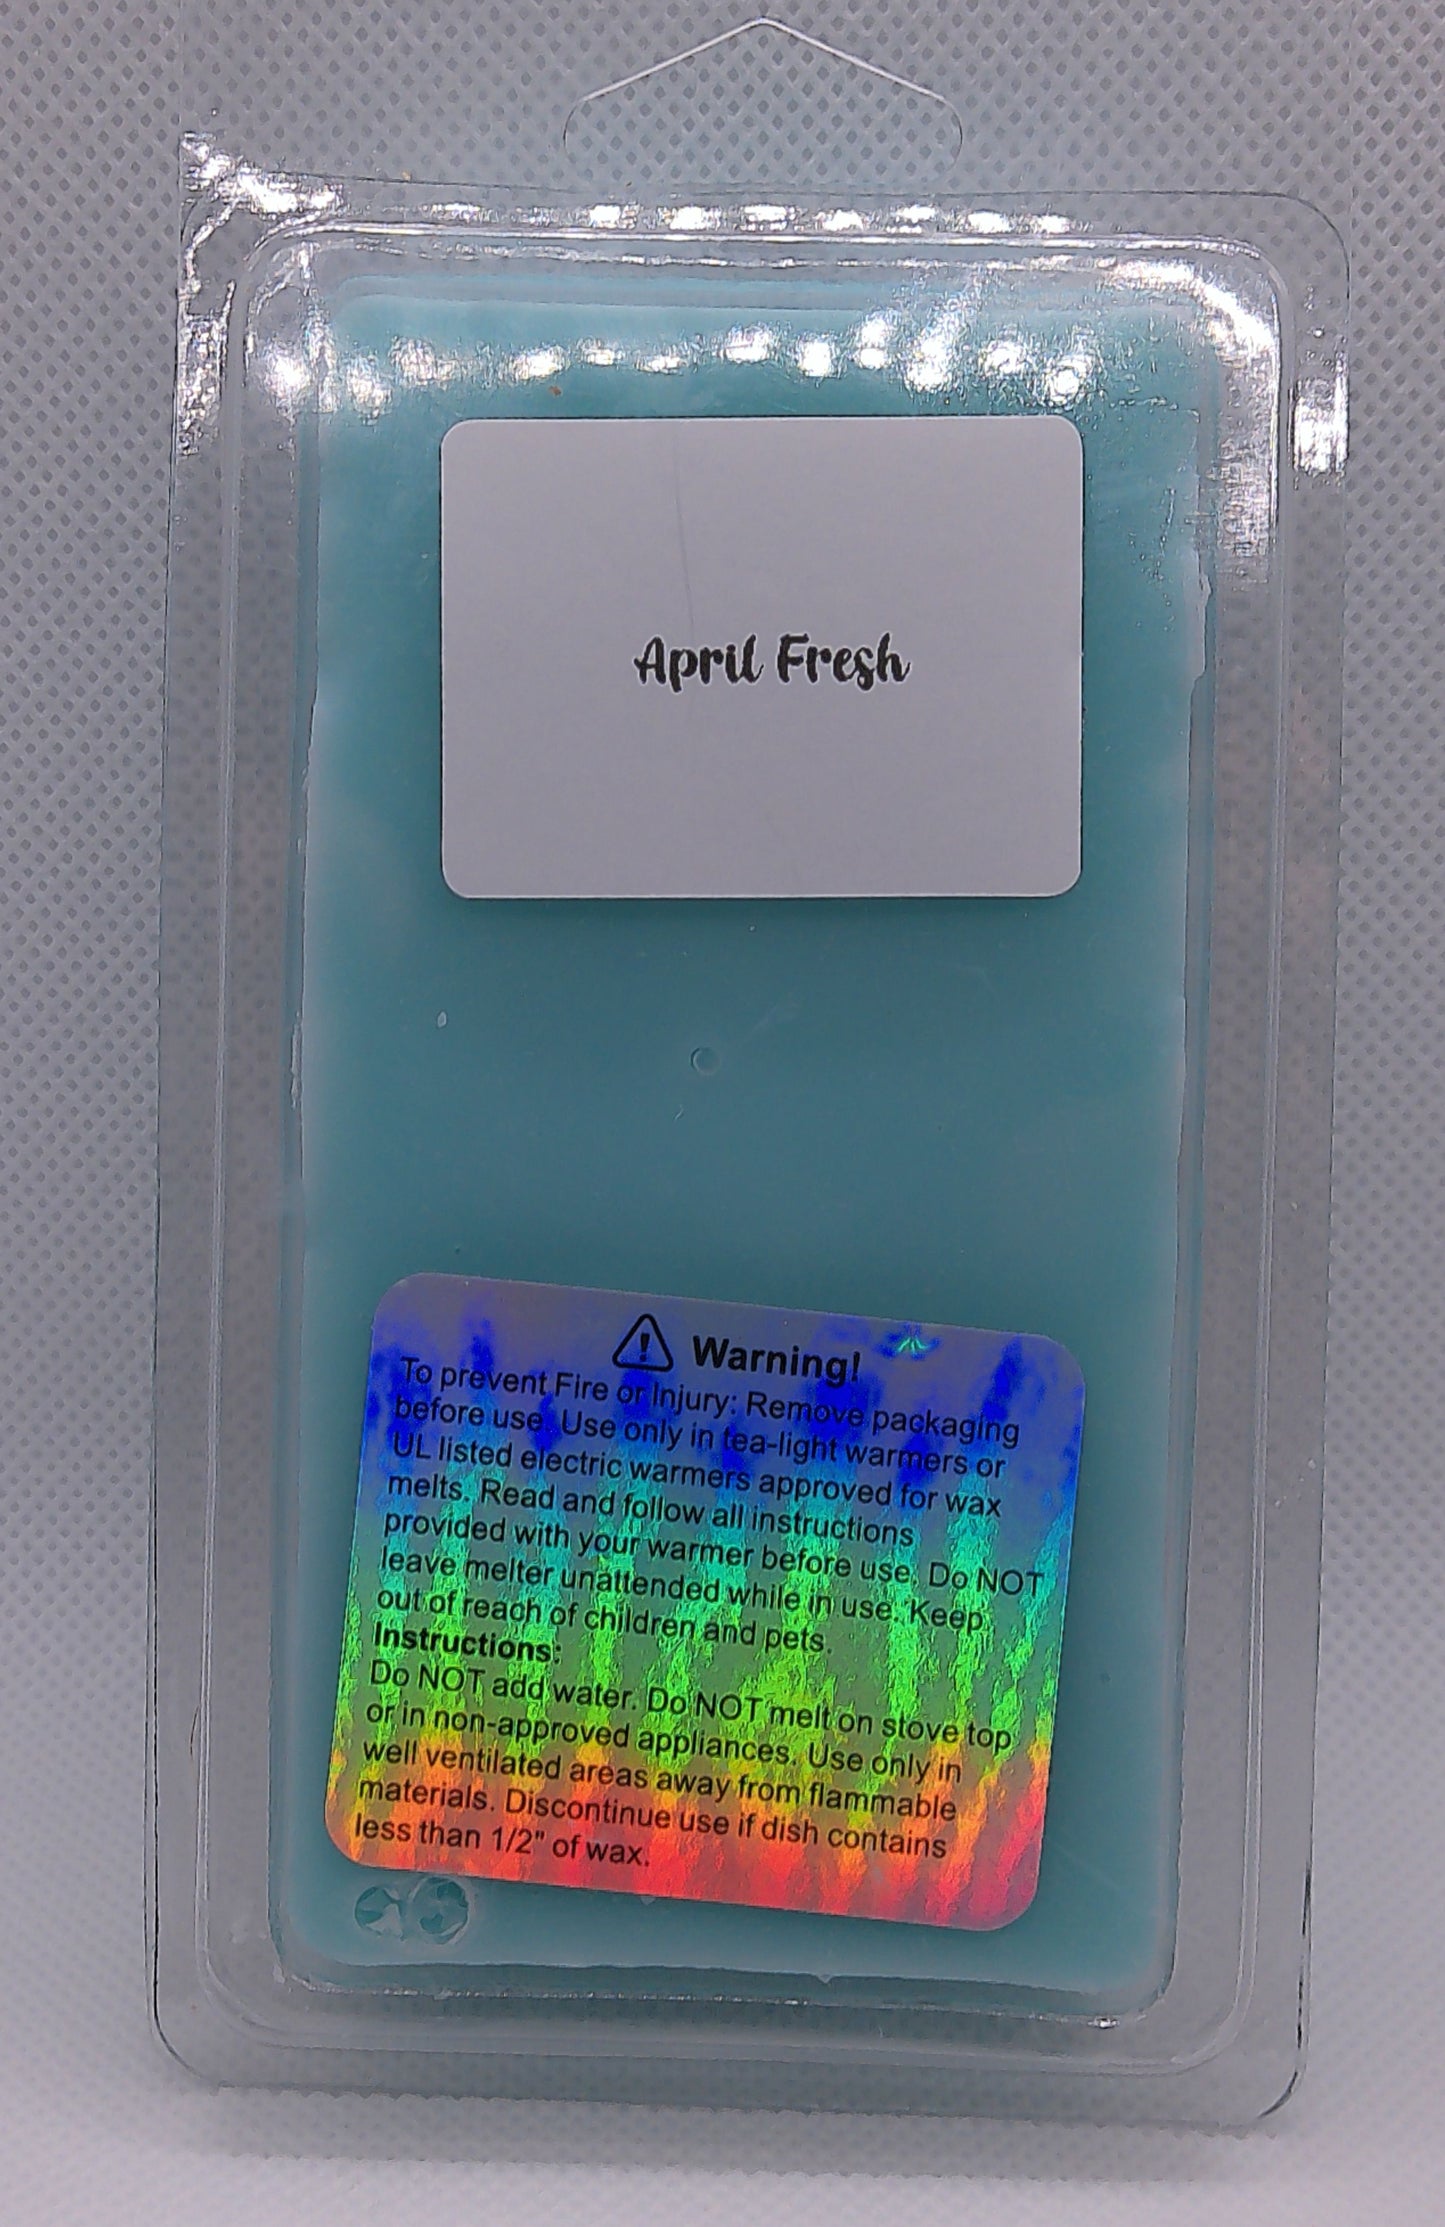 April Fresh
Warning!
To prevent Fire or Injury: Remove packaging
before use. Use only in tea-light warmers or
UL listed electric warmers approved for wax
melts. Read and follow all instructions
provided with your warmer before use. Do NOT
leave melter unattended while in use. Keep
out of reach of children and pets.
Instructions:
Do NOT add water. Do NOT melt on stove top
or in non-approved appliances. Use only in
well ventilated areas away from flammable
materials. Discontinue use if dish contains
less than 1/2" of wax.